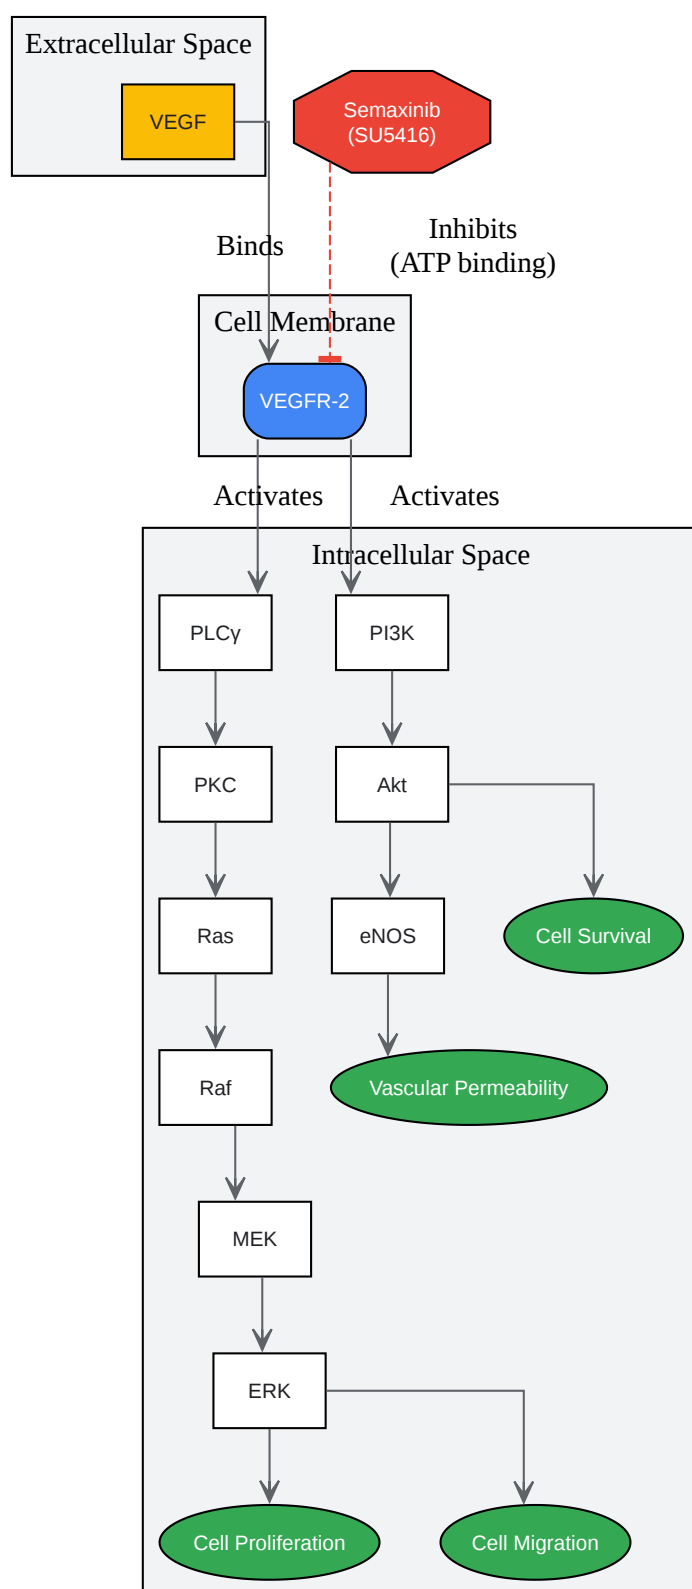 Extracellular Space
VEGF
Semaxinib
(SU5416)
Binds
Inhibits
(ATP binding)
Cell Membrane
VEGFR-2
Activates
Activates
Intracellular Space
PLCγ
PI3K
PKC
Akt
Ras
eNOS
Cell Survival
Raf
Vascular Permeability
MEK
ERK
Cell Proliferation
Cell Migration